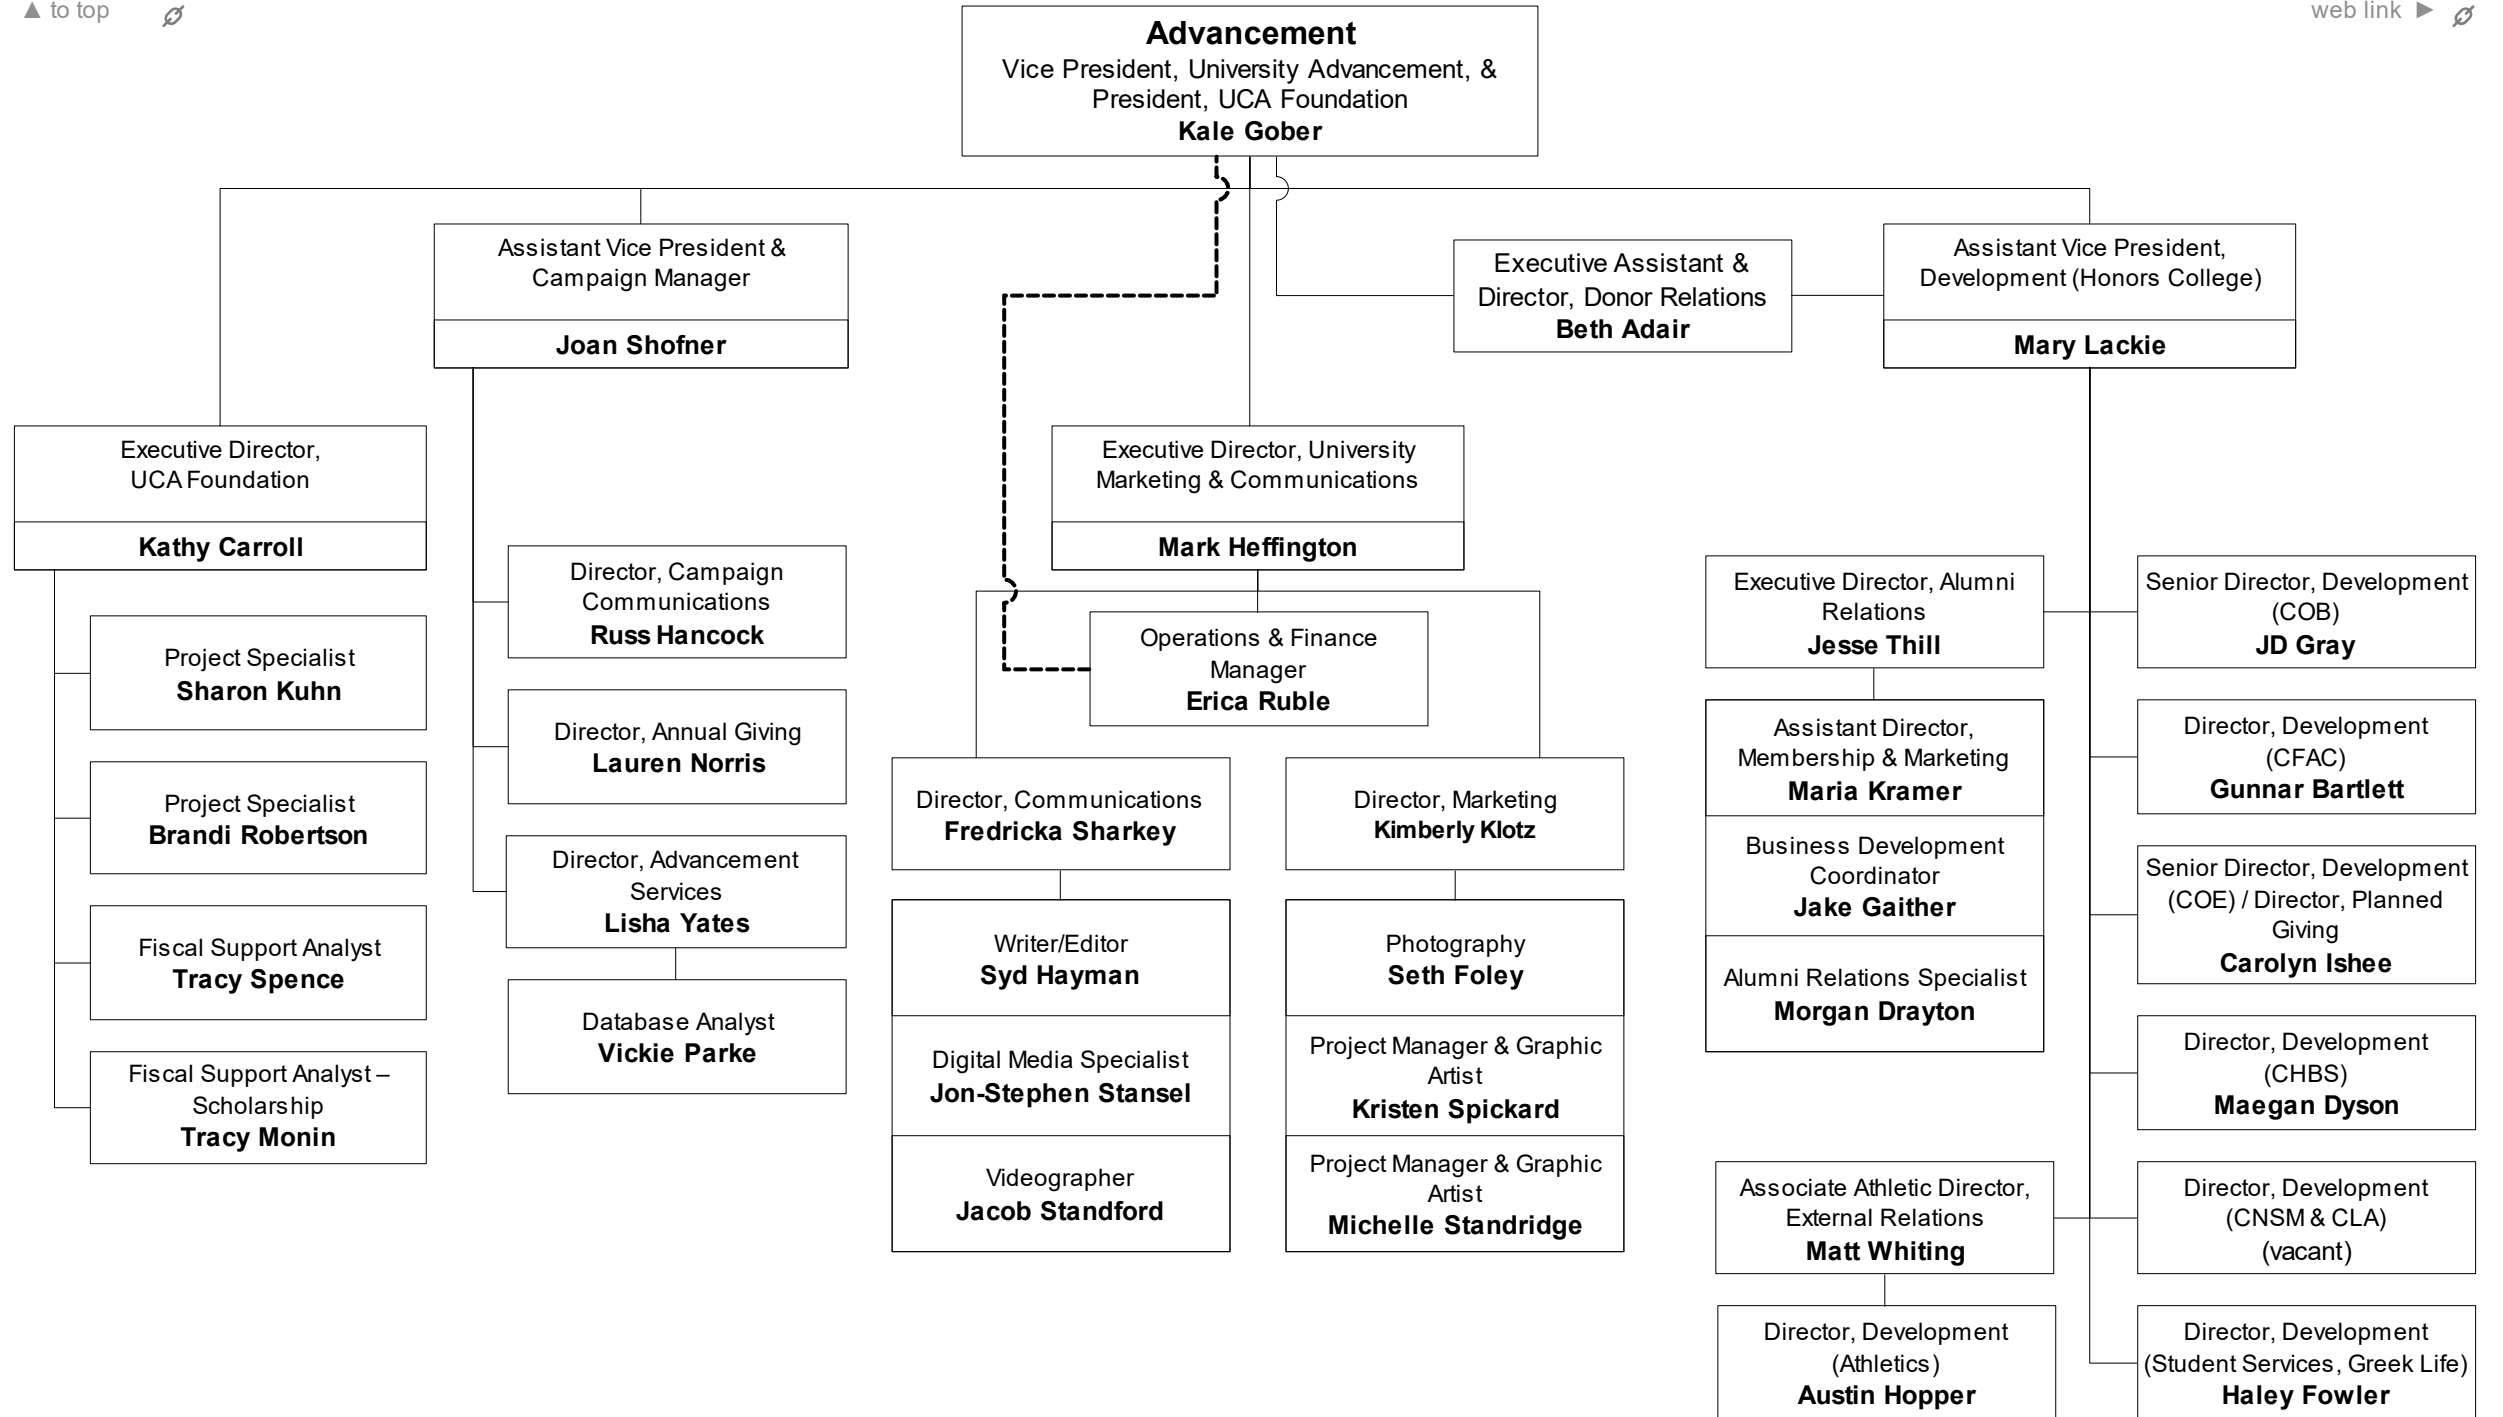 ▲ to top
web link ►
Advancement
Vice President, University Advancement, &
President, UCA Foundation
Kale Gober
Assistant Vice President &
Campaign Manager
Joan Shofner
Executive Assistant &
Director, Donor Relations
Beth Adair
Assistant Vice President,
Development (Honors College)
Mary Lackie
Executive Director,
UCA Foundation
Kathy Carroll
Project Specialist
Sharon Kuhn
Project Specialist
Brandi Robertson
Fiscal Support Analyst
Tracy Spence
Fiscal Support Analyst –
Scholarship
Tracy Monin
Director, Campaign
Communications
Russ Hancock
Director, Annual Giving
Lauren Norris
Director, Advancement
Services
Lisha Yates
Database Analyst
Vickie Parke
Executive Director, University
Marketing & Communications
Mark Heffington
Operations & Finance
Manager
Erica Ruble
Director, Communications
Fredricka Sharkey
Writer/Editor
Syd Hayman
Digital Media Specialist
Jon-Stephen Stansel
Videographer
Jacob Standford
Director, Marketing
Kimberly Klotz
Photography
Seth Foley
Project Manager & Graphic
Artist
Kristen Spickard
Project Manager & Graphic
Artist
Michelle Standridge
Executive Director, Alumni
Relations
Jesse Thill
Assistant Director,
Membership & Marketing
Maria Kramer
Business Development
Coordinator
Jake Gaither
Alumni Relations Specialist
Morgan Drayton
Associate Athletic Director,
External Relations
Matt Whiting
Director, Development
(Athletics)
Austin Hopper
Senior Director, Development
(COB)
JD Gray
Director, Development
(CFAC)
Gunnar Bartlett
Senior Director, Development
(COE) / Director, Planned
Giving
Carolyn Ishee
Director, Development
(CHBS)
Maegan Dyson
Director, Development
(CNSM & CLA)
(vacant)
Director, Development
(Student Services, Greek Life)
Haley Fowler